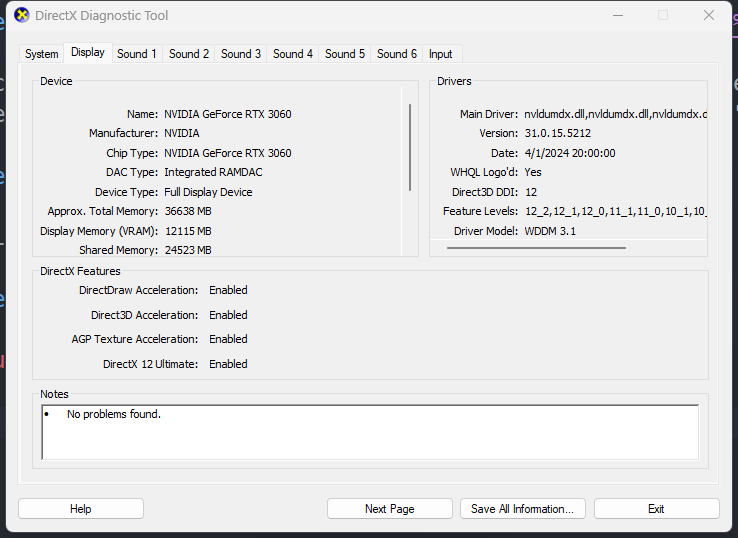 DirectX Diagnostic Tool
System Display Sound 1 Sound 2 Sound 3 Sound 4 Sound 5 Sound 6 Input
Device
Name: NVIDIA GeForce RTX 3060
Manufacturer: NVIDIA
Chip Type: NVIDIA GeForce RTX 3060
DAC Type: Integrated RAMDAC
Device Type: Full Display Device
Approx. Total Memory: 36638 MB
Display Memory (VRAM): 12115 MB
Shared Memory: 24523 MB
Drivers
Main Driver: nvldumdx.dll,nvldumdx.dll,nvldumdx.d
Version: 31.0.15.5212
Date: 4/1/2024 20:00:00
WHQL Logo'd: Yes
Direct3D DDI: 12
Feature Levels: 12_2,12_1,12_0,11_1,11_0,10_1,10_
Driver Model: WDDM 3.1
DirectX Features
DirectDraw Acceleration: Enabled
Direct3D Acceleration: Enabled
AGP Texture Acceleration: Enabled
DirectX 12 Ultimate: Enabled
Notes
• No problems found.
Help Next Page Save All Information... Exit